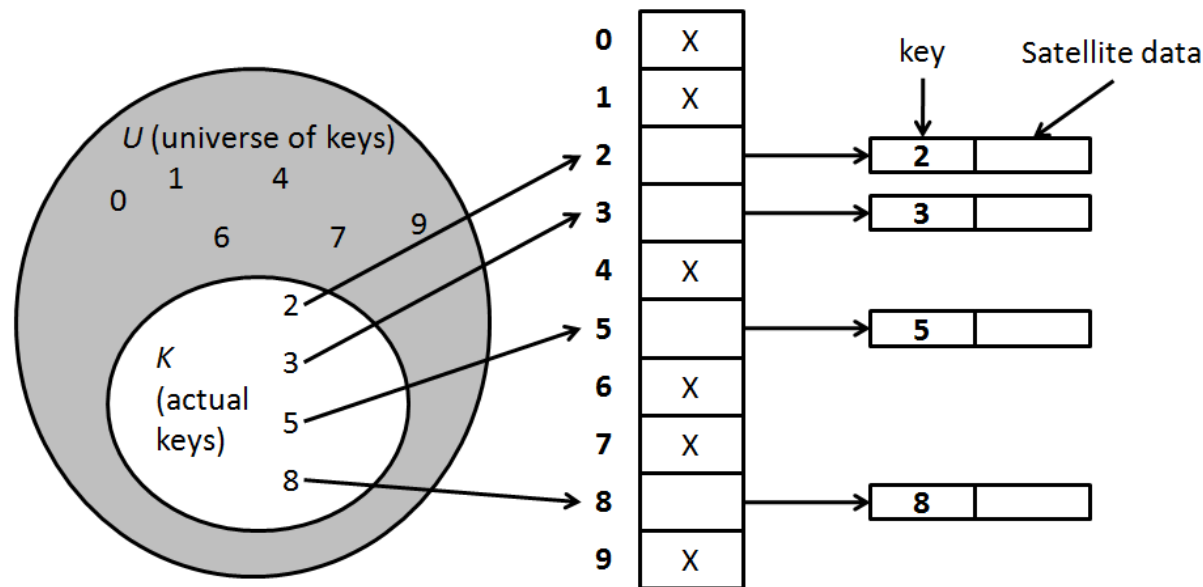 U (universe of keys)
0
1
4
6
7
9
K
(actual
keys)
2
3
5
8
0 X
1 X
2
3
4 X
5
6 X
7 X
8
9 X
key
Satellite data
2
3
5
8